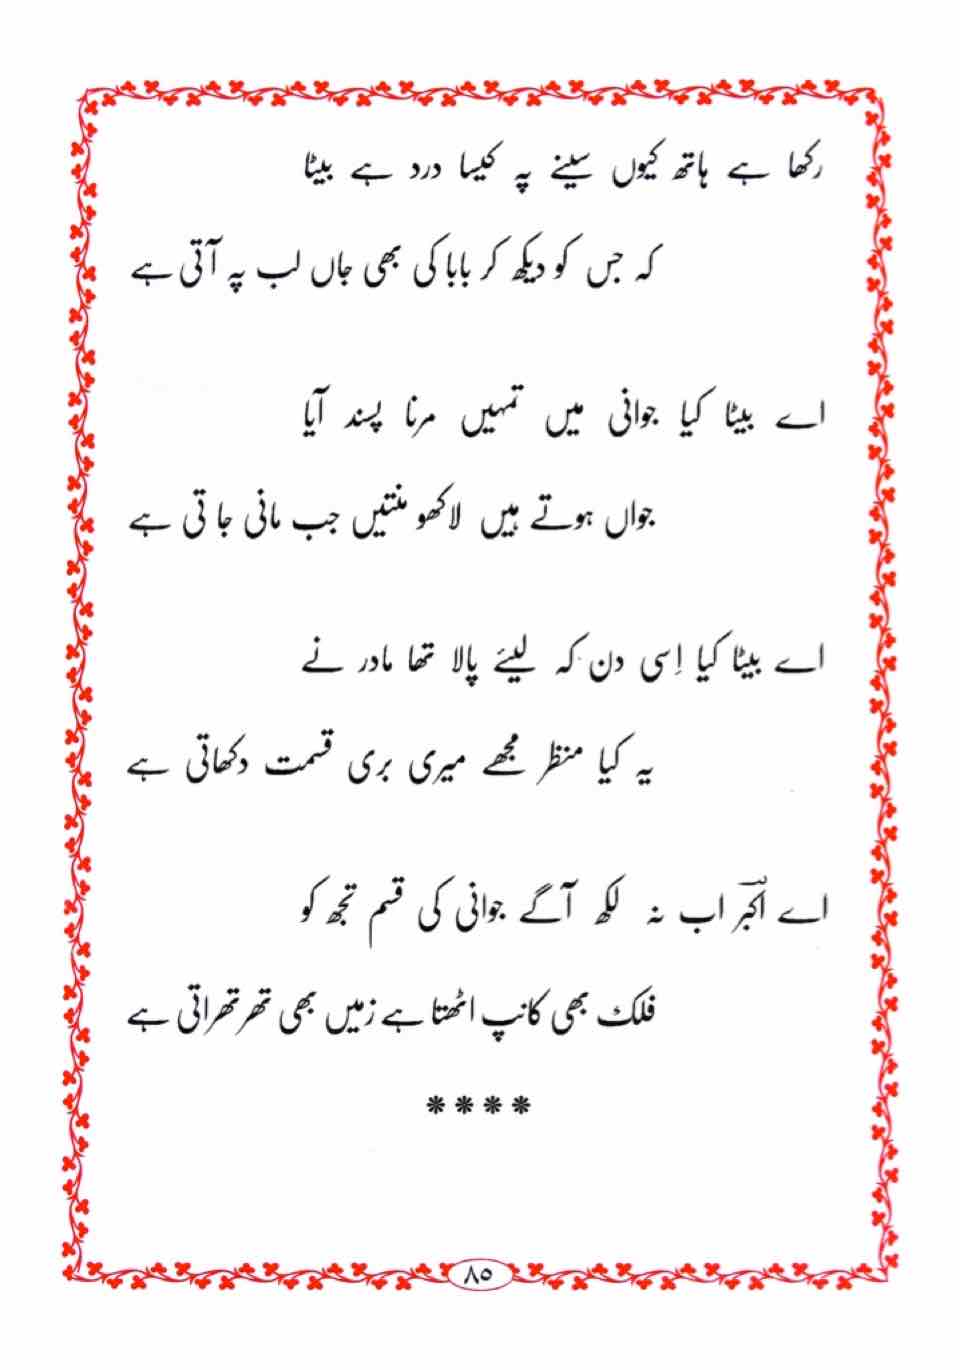 رکھا ہے ہاتھ کیوں سینے پہ کیسا درد ہے بیٹا
کہ جس کو دیکھ کر بابا کی بھی جاں لب پہ آتی ہے
اے بیٹا کیا جوانی میں تمہیں مرنا پسند آیا
جواں ہوتے ہیں لاکھو منتیں جب مانی جاتی ہے
اے بیٹا کیا اِسی دن کہ لیئے پالا تھا مادر نے
یہ کیا منظر مجھے میری بری قسمت دکھاتی ہے
اے اکبرؔ اب نہ لکھ آگے جوانی کی قسم تجھ کو
فلک بھی کانپ اٹھتا ہے زمیں بھی تھرتھراتی ہے
****
۸۵